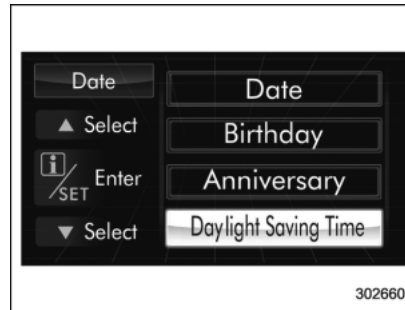 Date
▲ Select
i/SET Enter
▼ Select
Date
Birthday
Anniversary
Daylight Saving Time
302660